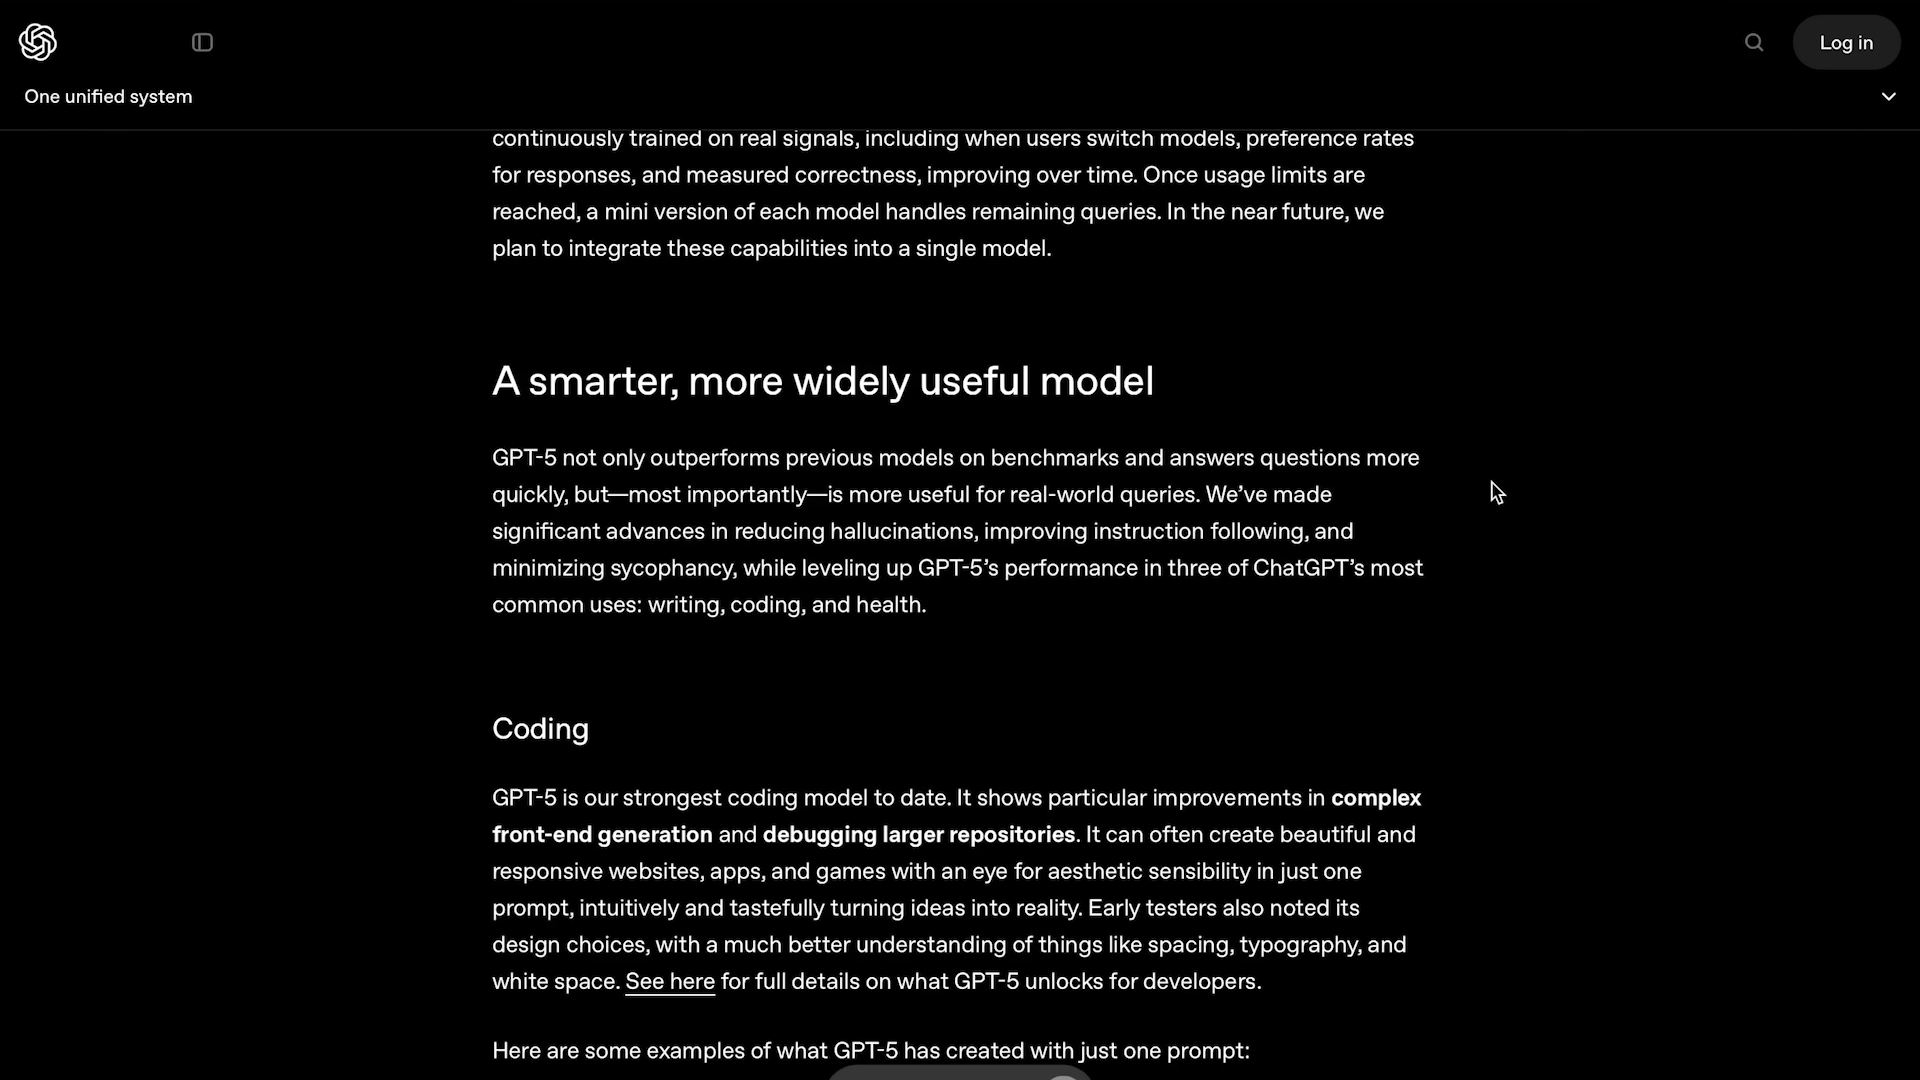 Log in
One unified system
continuously trained on real signals, including when users switch models, preference rates
for responses, and measured correctness, improving over time. Once usage limits are
reached, a mini version of each model handles remaining queries. In the near future, we
plan to integrate these capabilities into a single model.
A smarter, more widely useful model
GPT-5 not only outperforms previous models on benchmarks and answers questions more
quickly, but—most importantly—is more useful for real-world queries. We’ve made
significant advances in reducing hallucinations, improving instruction following, and
minimizing sycophancy, while leveling up GPT-5’s performance in three of ChatGPT’s most
common uses: writing, coding, and health.
Coding
GPT-5 is our strongest coding model to date. It shows particular improvements in complex
front-end generation and debugging larger repositories. It can often create beautiful and
responsive websites, apps, and games with an eye for aesthetic sensibility in just one
prompt, intuitively and tastefully turning ideas into reality. Early testers also noted its
design choices, with a much better understanding of things like spacing, typography, and
white space. See here for full details on what GPT-5 unlocks for developers.
Here are some examples of what GPT-5 has created with just one prompt: